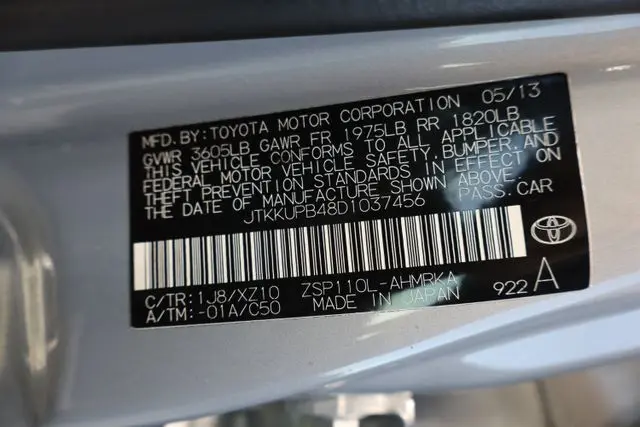 MFD.BY:TOYOTA MOTOR CORPORATION 05/13
GVWR 3605LB GAWR FR 1975LB RR 1820LB
THIS VEHICLE CONFORMS TO ALL APPLICABLE
FEDERAL MOTOR VEHICLE SAFETY,BUMPER,AND
THEFT PREVENTION STANDARDS IN EFFECT ON
THE DATE OF MANUFACTURE SHOWN ABOVE.
JTKKUPB48D1037456 PASS.CAR
C/TR:1J8/XZ10 ZSP110L-AHMRKA
A/TM:-01A/C50 MADE IN JAPAN 922 A